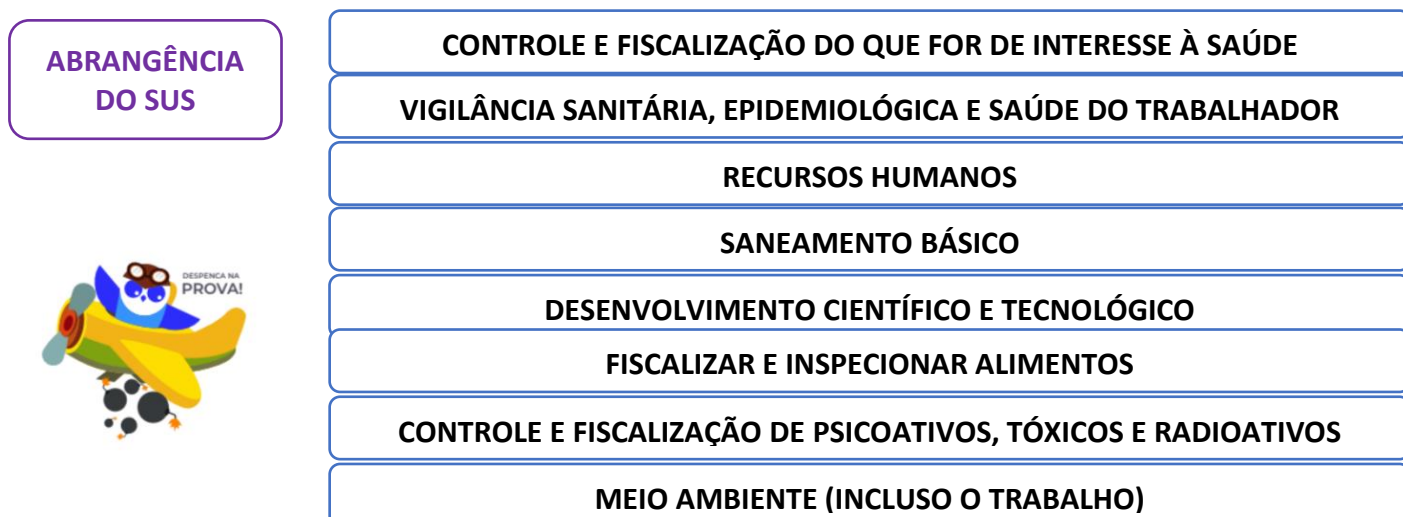 ABRANGÊNCIA
DO SUS
CONTROLE E FISCALIZAÇÃO DO QUE FOR DE INTERESSE À SAÚDE
VIGILÂNCIA SANITÁRIA, EPIDEMIOLÓGICA E SAÚDE DO TRABALHADOR
RECURSOS HUMANOS
SANEAMENTO BÁSICO
DESPENCA NA
PROVA!
DESENVOLVIMENTO CIENTÍFICO E TECNOLÓGICO
FISCALIZAR E INSPECIONAR ALIMENTOS
CONTROLE E FISCALIZAÇÃO DE PSICOATIVOS, TÓXICOS E RADIOATIVOS
MEIO AMBIENTE (INCLUSO O TRABALHO)